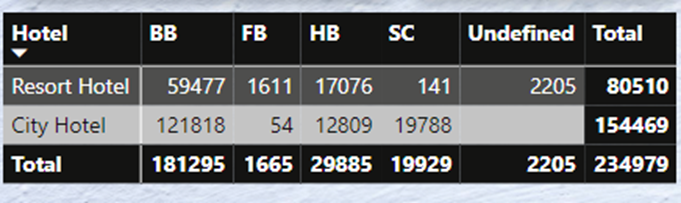 Hotel BB FB HB SC Undefined Total
Resort Hotel 59477 1611 17076 141 2205 80510
City Hotel 121818 54 12809 19788 154469
Total 181295 1665 29885 19929 2205 234979